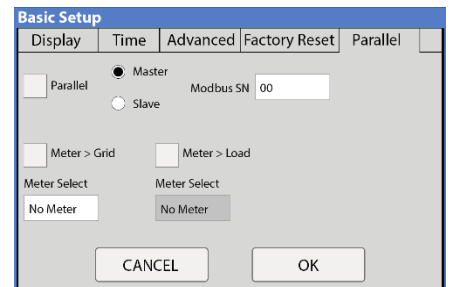 Basic Setup
Display Time Advanced Factory Reset Parallel
Master
Parallel Modbus SN 00
Slave
Meter > Grid Meter > Load
Meter Select Meter Select
No Meter No Meter
CANCEL OK